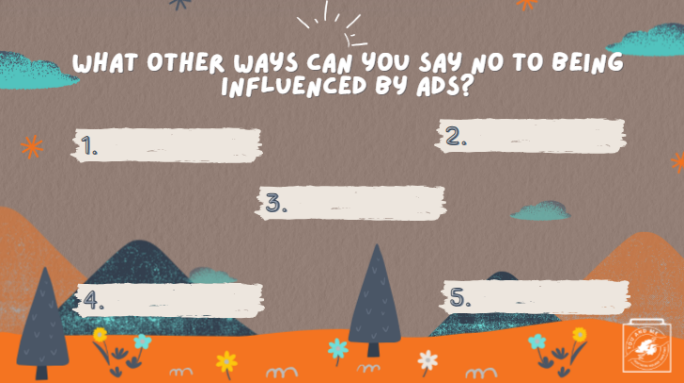 WHAT OTHER WAYS CAN YOU SAY NO TO BEING
INFLUENCED BY ADS?
1.
2.
3.
4.
5.